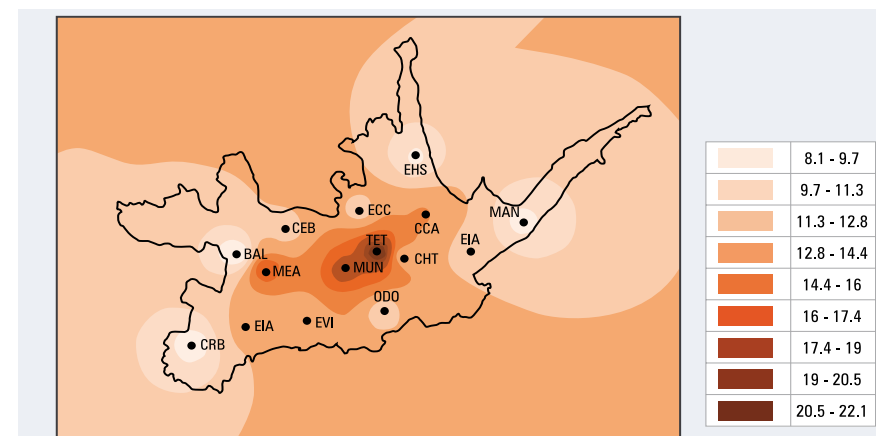 EHS
ECC
CEB
CCA
MAN
TET
EIA
BAL
MEA
MUN
CHT
ODO
EIA
EVI
CRB
8.1 - 9.7
9.7 - 11.3
11.3 - 12.8
12.8 - 14.4
14.4 - 16
16 - 17.4
17.4 - 19
19 - 20.5
20.5 - 22.1